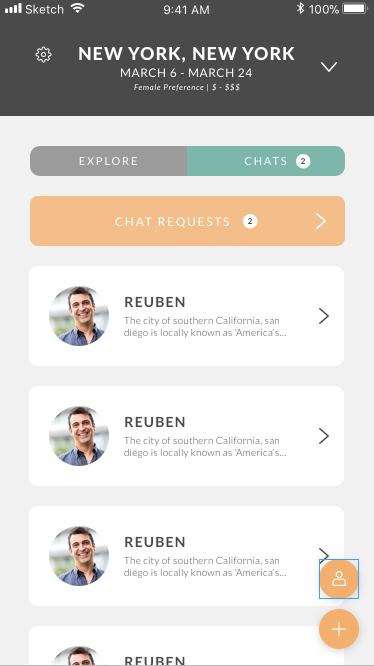 Sketch 9:41 AM 100%
NEW YORK, NEW YORK
MARCH 6 - MARCH 24
Female Preference | $ - $$$
EXPLORE CHATS 2
CHAT REQUESTS 2
REUBEN
The city of southern California, san
diego is locally known as ‘America’s...
REUBEN
The city of southern California, san
diego is locally known as ‘America’s...
REUBEN
The city of southern California, san
diego is locally known as ‘America’s...
REUBEN